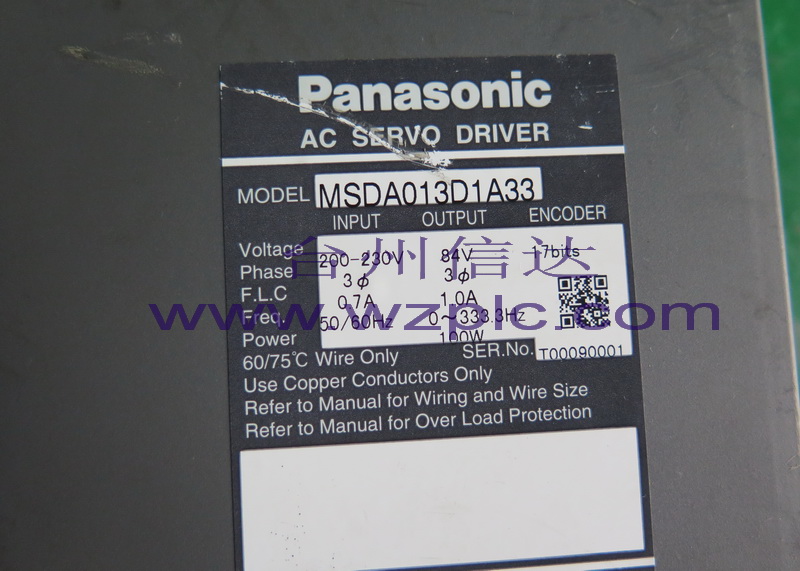 Panasonic
AC SERVO DRIVER
MODEL MSDA013D1A33
INPUT OUTPUT ENCODER
Voltage 200-230V 84V 17bits
Phase 3φ 3φ
F.L.C 0.7A 1.0A
Freq. 50/60Hz 0~333.3Hz
Power 100W
SER.No. T00090001
60/75℃ Wire Only
Use Copper Conductors Only
Refer to Manual for Wiring and Wire Size
Refer to Manual for Over Load Protection
台州信达
www.wzplc.com